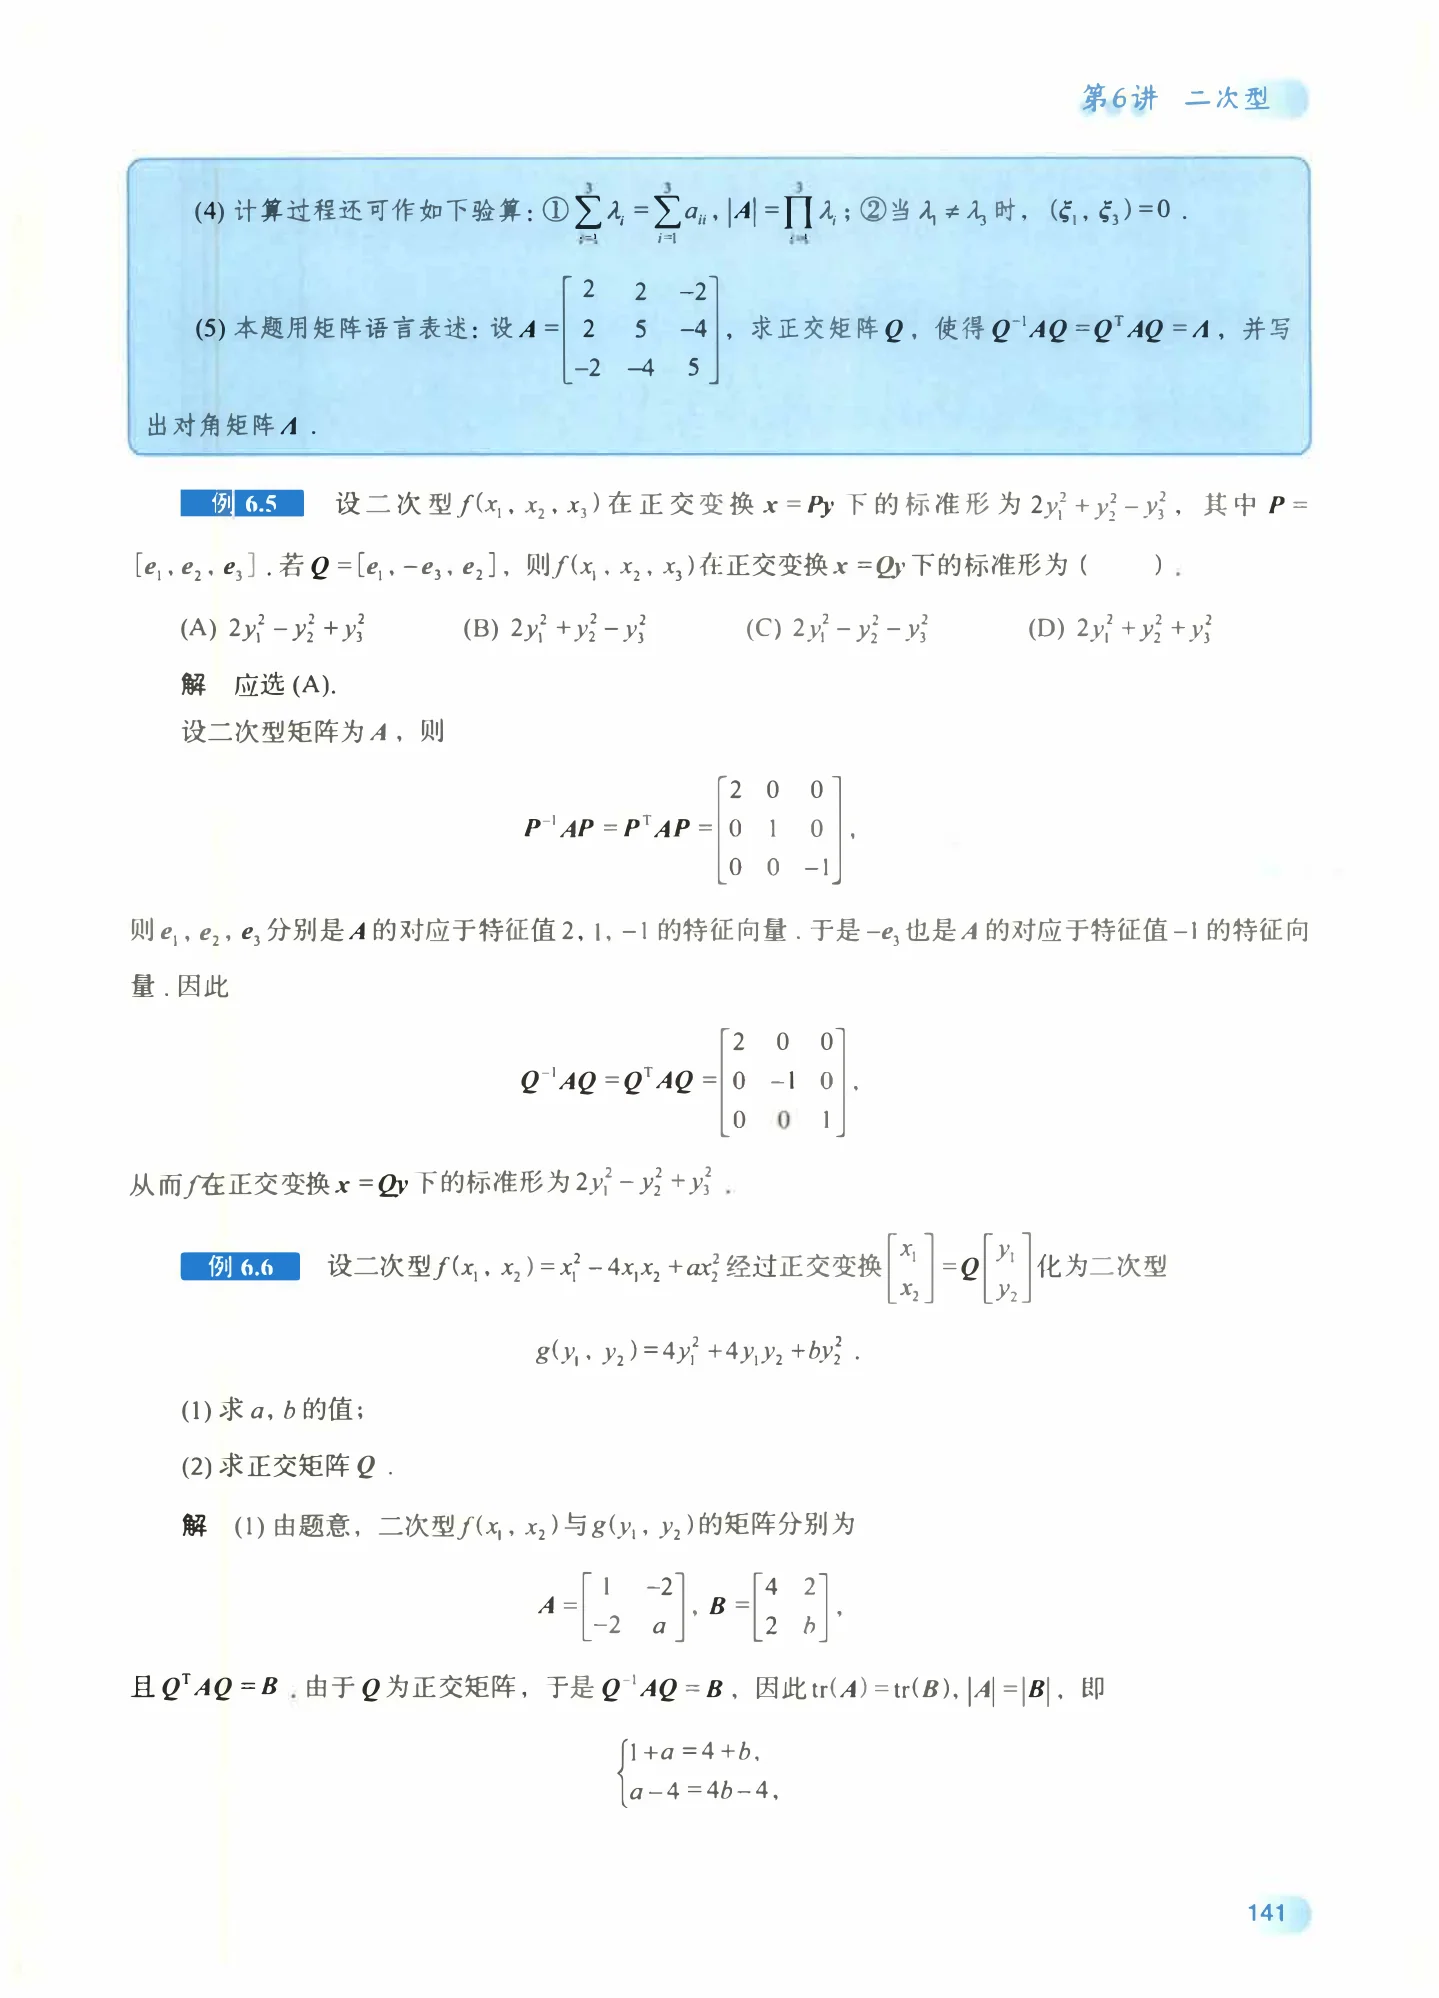 第6讲 二次型
(4) 计算过程还可作如下验算: ① $\sum_{i=1}^{3}\lambda_i=\sum_{i=1}^{3}a_{ii}$, $|A|=\prod_{i=1}^{3}\lambda_i$; ②当 $\lambda_1\neq\lambda_3$ 时, $(\xi_1,\xi_3)=0$.
(5) 本题用矩阵语言表述: 设 $A=\begin{bmatrix}2&2&-2\\2&5&-4\\-2&-4&5\end{bmatrix}$, 求正交矩阵 $Q$, 使得 $Q^{-1}AQ=Q^{T}AQ=\Lambda$, 并写
出对角矩阵 $\Lambda$.
例 6.5 设二次型 $f(x_1,x_2,x_3)$ 在正交变换 $x=Py$ 下的标准形为 $2y_1^2+y_2^2-y_3^2$, 其中 $P=$
$[e_1,e_2,e_3]$. 若 $Q=[e_1,-e_3,e_2]$, 则 $f(x_1,x_2,x_3)$ 在正交变换 $x=Qy$ 下的标准形为 ( ).
(A) $2y_1^2-y_2^2+y_3^2$ (B) $2y_1^2+y_2^2-y_3^2$ (C) $2y_1^2-y_2^2-y_3^2$ (D) $2y_1^2+y_2^2+y_3^2$
解 应选 (A).
设二次型矩阵为 $A$, 则
$P^{-1}AP=P^{T}AP=\begin{bmatrix}2&0&0\\0&1&0\\0&0&-1\end{bmatrix}$,
则 $e_1,e_2,e_3$ 分别是 $A$ 的对应于特征值 2, 1, -1 的特征向量. 于是 $-e_3$ 也是 $A$ 的对应于特征值 -1 的特征向
量. 因此
$Q^{-1}AQ=Q^{T}AQ=\begin{bmatrix}2&0&0\\0&-1&0\\0&0&1\end{bmatrix}$,
从而 $f$ 在正交变换 $x=Qy$ 下的标准形为 $2y_1^2-y_2^2+y_3^2$.
例 6.6 设二次型 $f(x_1,x_2)=x_1^2-4x_1x_2+ax_2^2$ 经过正交变换 $\begin{bmatrix}x_1\\x_2\end{bmatrix}=Q\begin{bmatrix}y_1\\y_2\end{bmatrix}$ 化为二次型
$g(y_1,y_2)=4y_1^2+4y_1y_2+by_2^2$.
(1) 求 $a,b$ 的值;
(2) 求正交矩阵 $Q$.
解 (1) 由题意, 二次型 $f(x_1,x_2)$ 与 $g(y_1,y_2)$ 的矩阵分别为
$A=\begin{bmatrix}1&-2\\-2&a\end{bmatrix}$, $B=\begin{bmatrix}4&2\\2&b\end{bmatrix}$,
且 $Q^{T}AQ=B$. 由于 $Q$ 为正交矩阵, 于是 $Q^{-1}AQ=B$, 因此 $\mathrm{tr}(A)=\mathrm{tr}(B)$, $|A|=|B|$, 即
$\begin{cases}1+a=4+b,\\a-4=4b-4,\end{cases}$
141